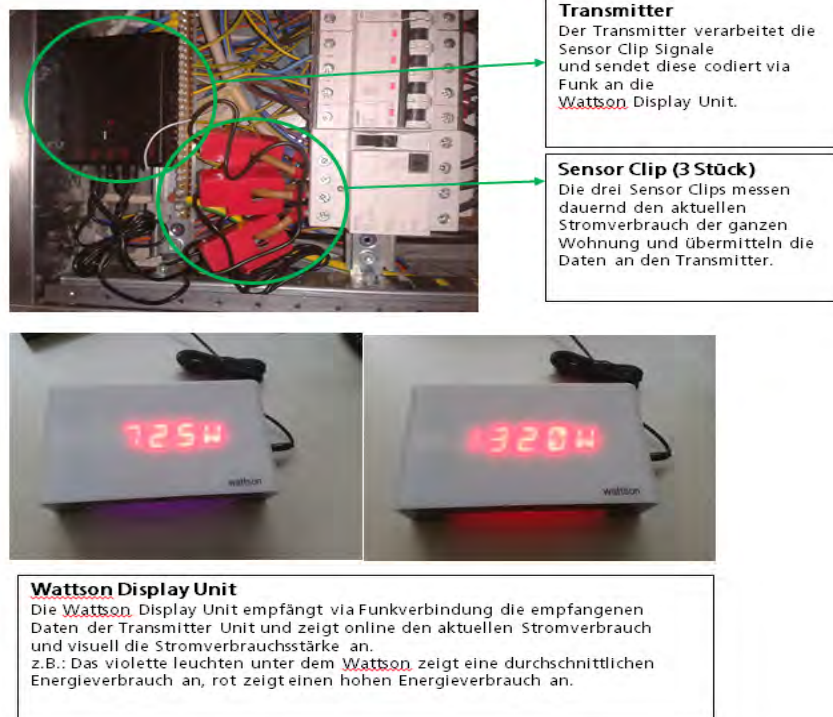 Transmitter
Der Transmitter verarbeitet die
Sensor Clip Signale
und sendet diese codiert via
Funk an die
Wattson Display Unit.
Sensor Clip (3 Stück)
Die drei Sensor Clips messen
dauernd den aktuellen
Stromverbrauch der ganzen
Wohnung und übermitteln die
Daten an den Transmitter.
725W
wattson
1320W
wattson
Wattson Display Unit
Die Wattson Display Unit empfängt via Funkverbindung die empfangenen
Daten der Transmitter Unit und zeigt online den aktuellen Stromverbrauch
und visuell die Stromverbrauchsstärke an.
z.B.: Das violette leuchten unter dem Wattson zeigt eine durchschnittlichen
Energieverbrauch an, rot zeigt einen hohen Energieverbrauch an.